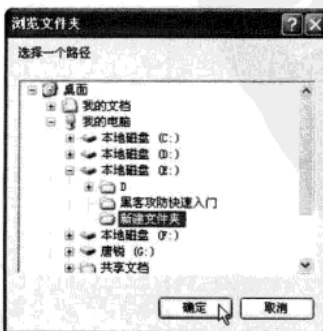 浏览文件夹
选择一个路径
桌面
我的文档
我的电脑
本地磁盘 (C:)
本地磁盘 (D:)
本地磁盘 (E:)
D
黑客攻防快速入门
新建文件夹
本地磁盘 (F:)
唐锐 (G:)
共享文档
确定
取消